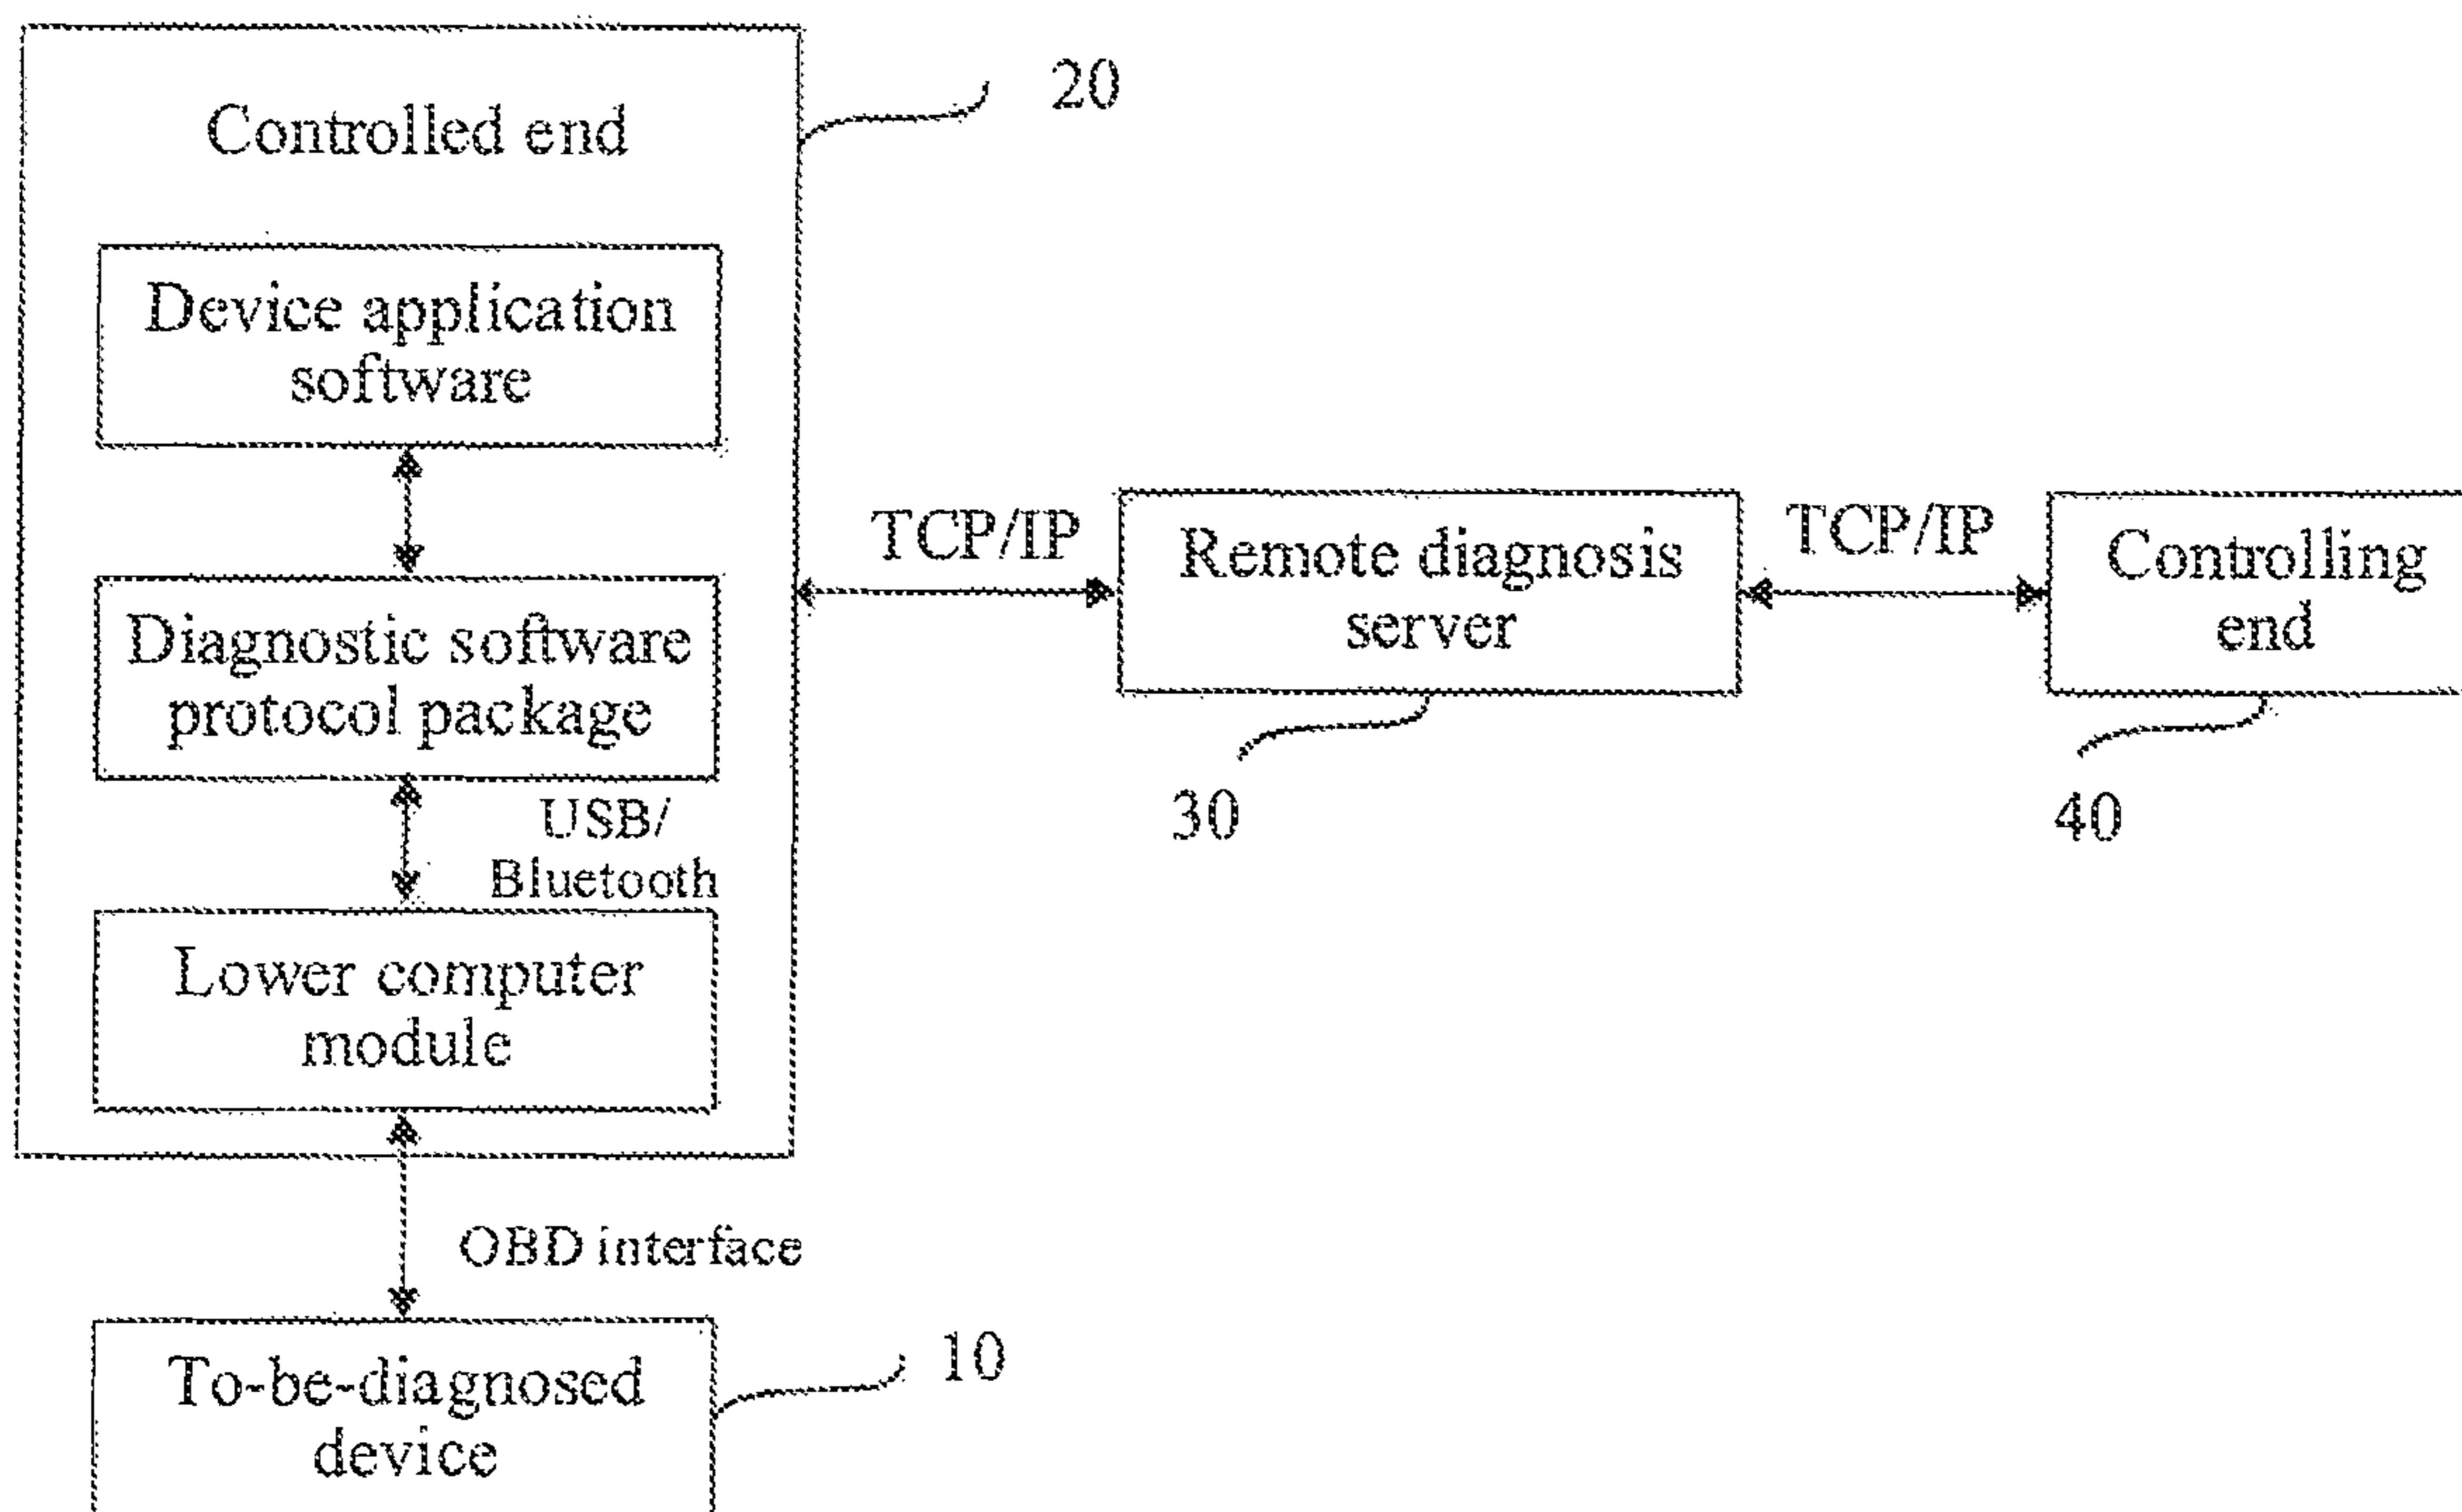 Controlled end
20
Device application
software
Diagnostic software
protocol package
USB/
Bluetooth
Lower computer
module
OBD interface
To-be-diagnosed
device
10
TCP/IP
Remote diagnosis
server
30
TCP/IP
Controlling
end
40